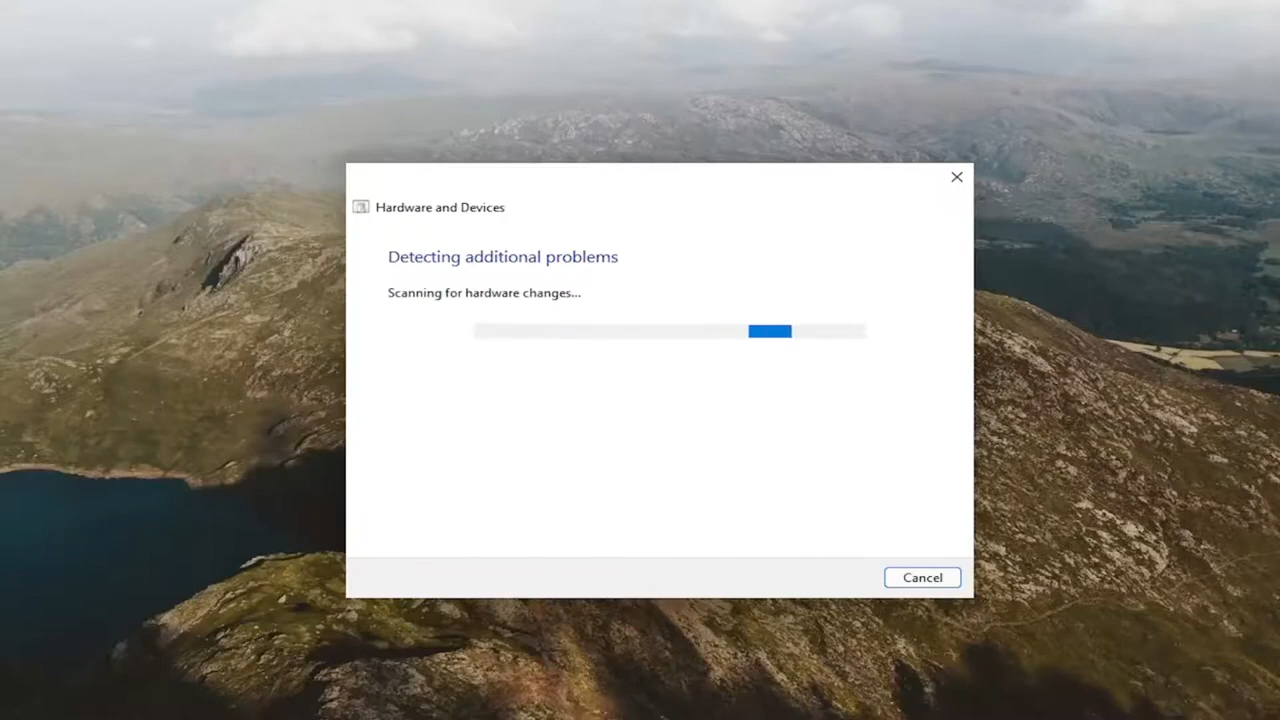 Hardware and Devices
Detecting additional problems
Scanning for hardware changes...
Cancel